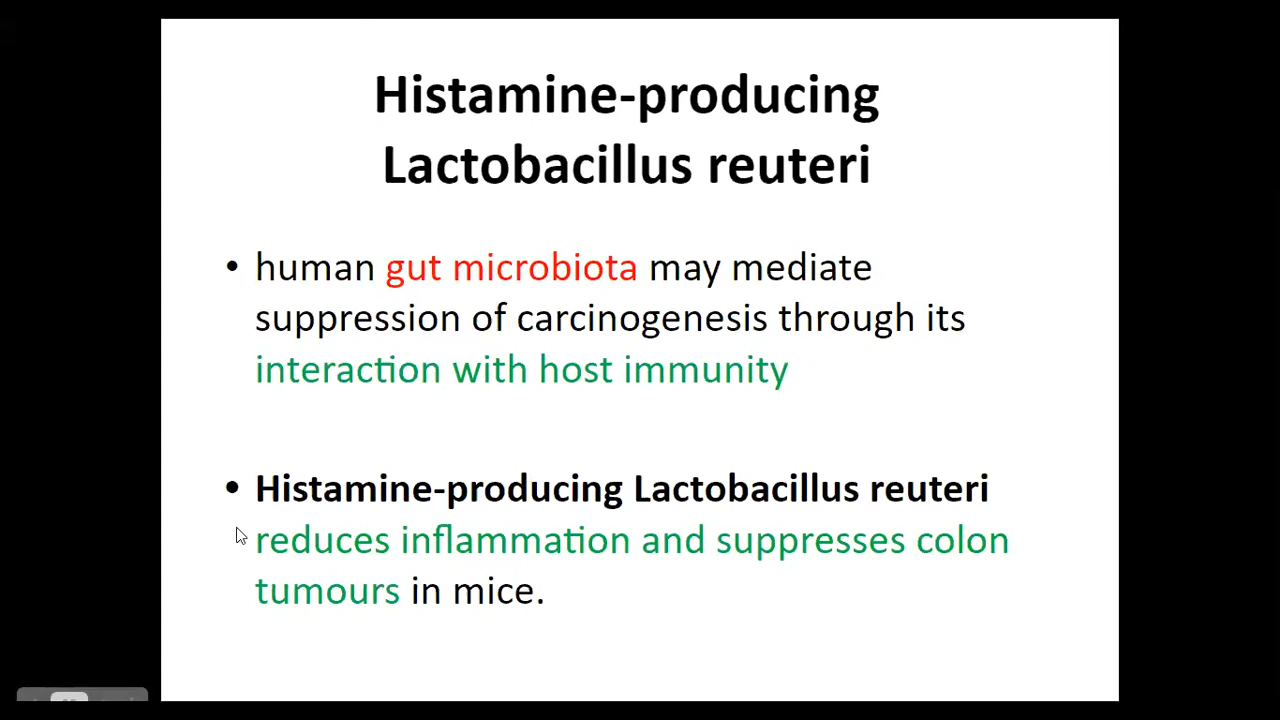 Histamine-producing
Lactobacillus reuteri
• human gut microbiota may mediate
suppression of carcinogenesis through its
interaction with host immunity
• Histamine-producing Lactobacillus reuteri
reduces inflammation and suppresses colon
tumours in mice.